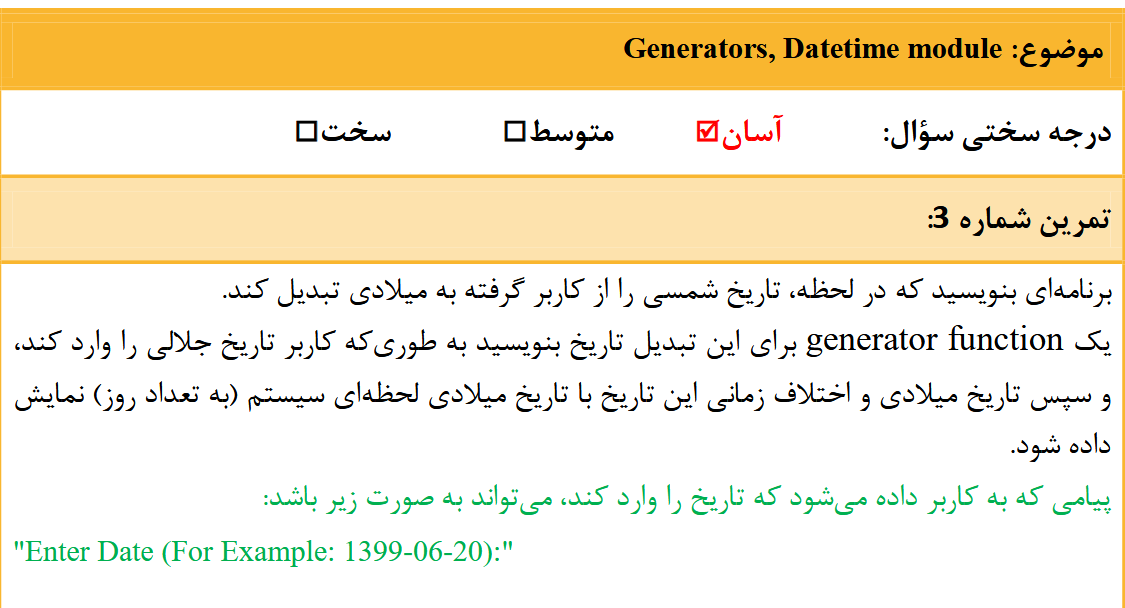 موضوع: Generators, Datetime module
درجه سختی سؤال: آسان☑ متوسط☐ سخت☐
تمرین شماره 3:
برنامه‌ای بنویسید که در لحظه، تاریخ شمسی را از کاربر گرفته به میلادی تبدیل کند.
یک generator function برای این تبدیل تاریخ بنویسید به طوری‌که کاربر تاریخ جلالی را وارد کند،
و سپس تاریخ میلادی و اختلاف زمانی این تاریخ با تاریخ میلادی لحظه‌ای سیستم (به تعداد روز) نمایش
داده شود.
پیامی که به کاربر داده می‌شود که تاریخ را وارد کند، می‌تواند به صورت زیر باشد:
"Enter Date (For Example: 1399-06-20):"